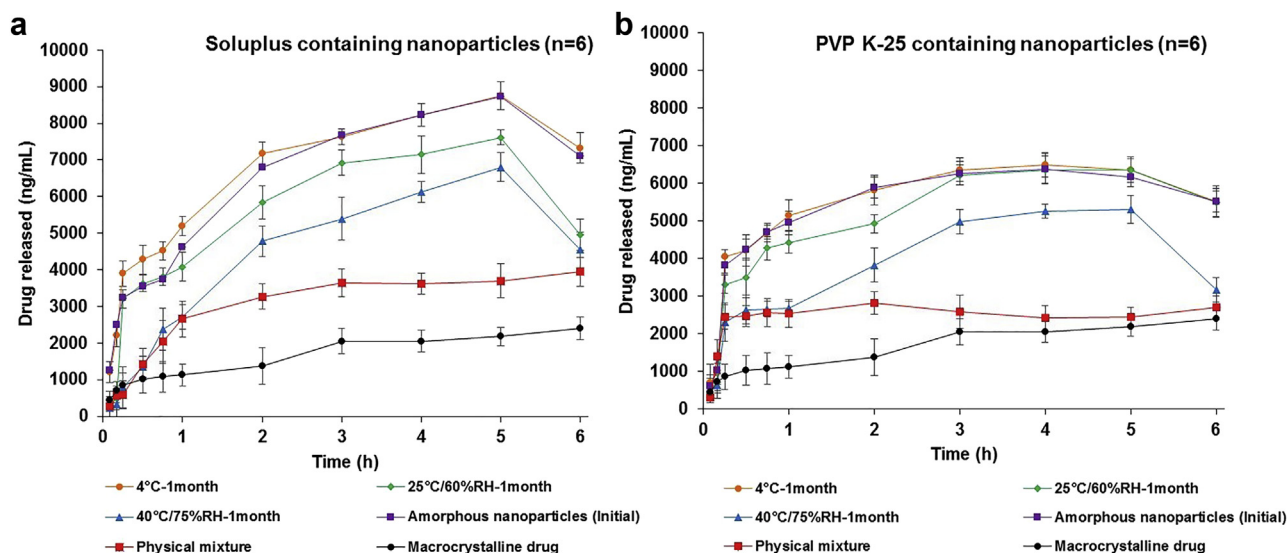 a
Soluplus containing nanoparticles (n=6)
10000
9000
8000
7000
6000
5000
4000
3000
2000
1000
0
Drug released (ng/mL)
0 1 2 3 4 5 6
Time (h)
4°C-1month
25°C/60%RH-1month
40°C/75%RH-1month
Amorphous nanoparticles (Initial)
Physical mixture
Macrocrystalline drug
b
PVP K-25 containing nanoparticles (n=6)
10000
9000
8000
7000
6000
5000
4000
3000
2000
1000
0
Drug released (ng/mL)
0 1 2 3 4 5 6
Time (h)
4°C-1month
25°C/60%RH-1month
40°C/75%RH-1month
Amorphous nanoparticles (Initial)
Physical mixture
Macrocrystalline drug